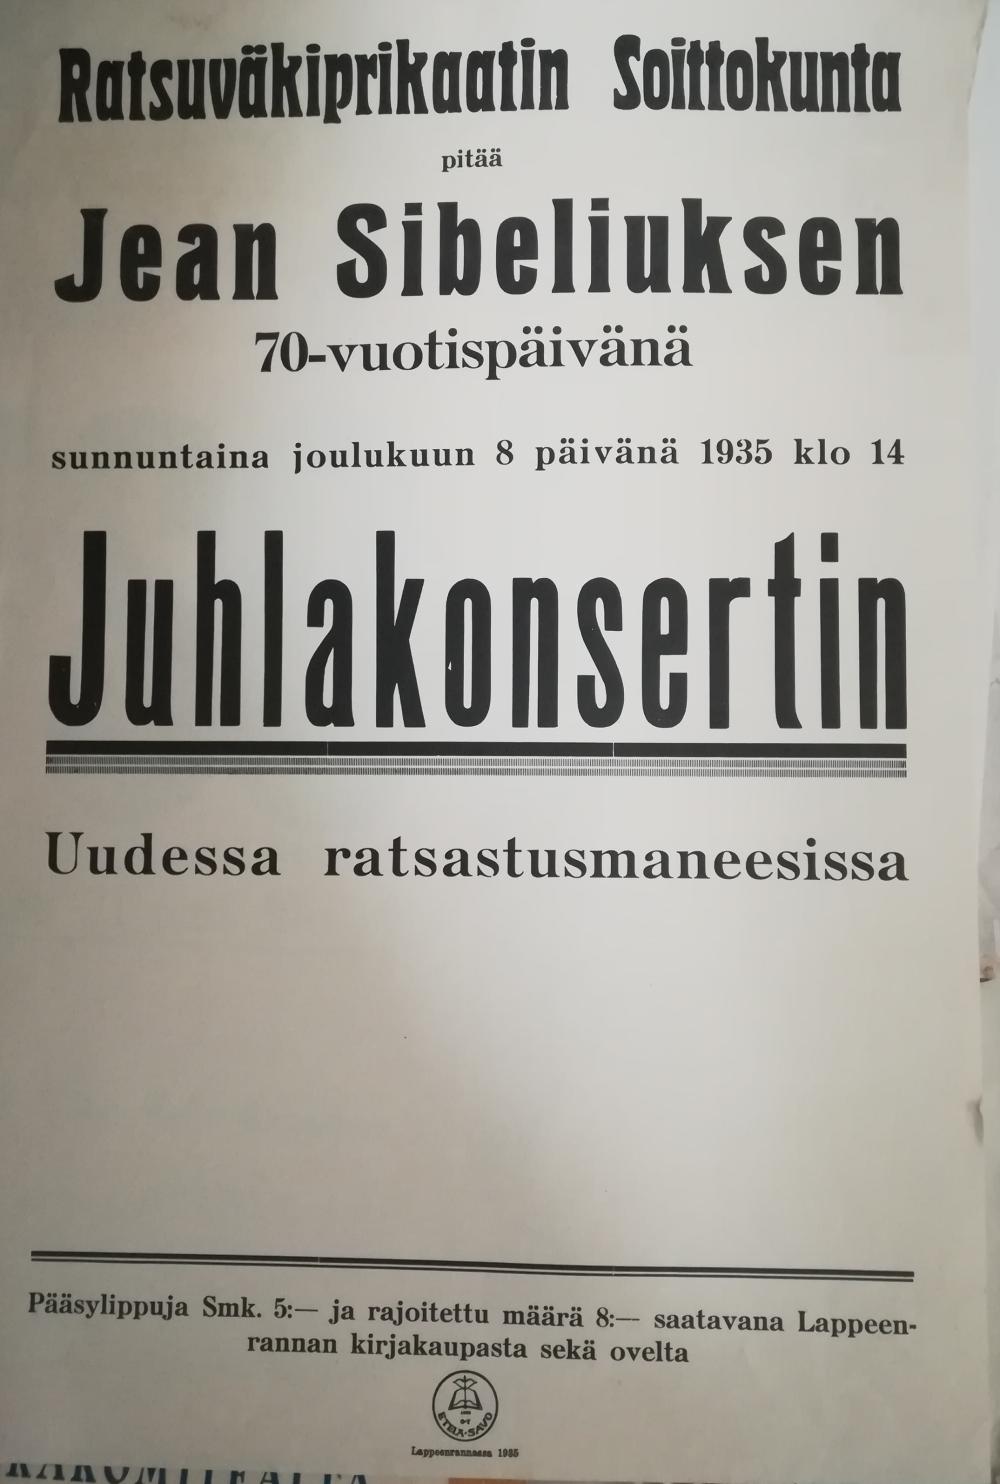 Ratsuväkiprikaatin Soittokunta
pitää
Jean Sibeliuksen
70-vuotispäivänä
sunnuntaina joulukuun 8 päivänä 1935 klo 14
Juhlakonsertin
Uudessa ratsastusmaneesissa
Pääsylippuja Smk. 5:— ja rajoitettu määrä 8:— saatavana Lappeen-
rannan kirjakaupasta sekä ovelta
ETELÄ-SAVO
Lappeenrannassa 1935